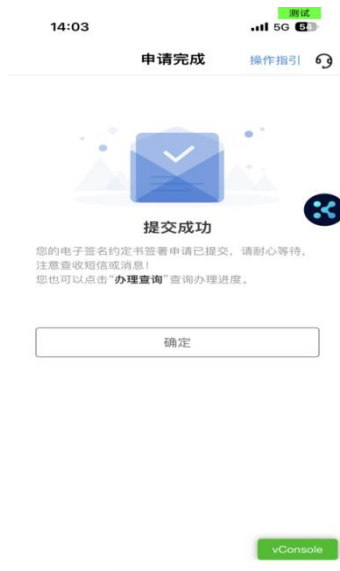 测试
14:03
5G 54
申请完成
操作指引
提交成功
您的电子签名约定书签署申请已提交，请耐心等待，
注意查收短信或消息！
您也可以点击“办理查询”查询办理进度。
确定
vConsole